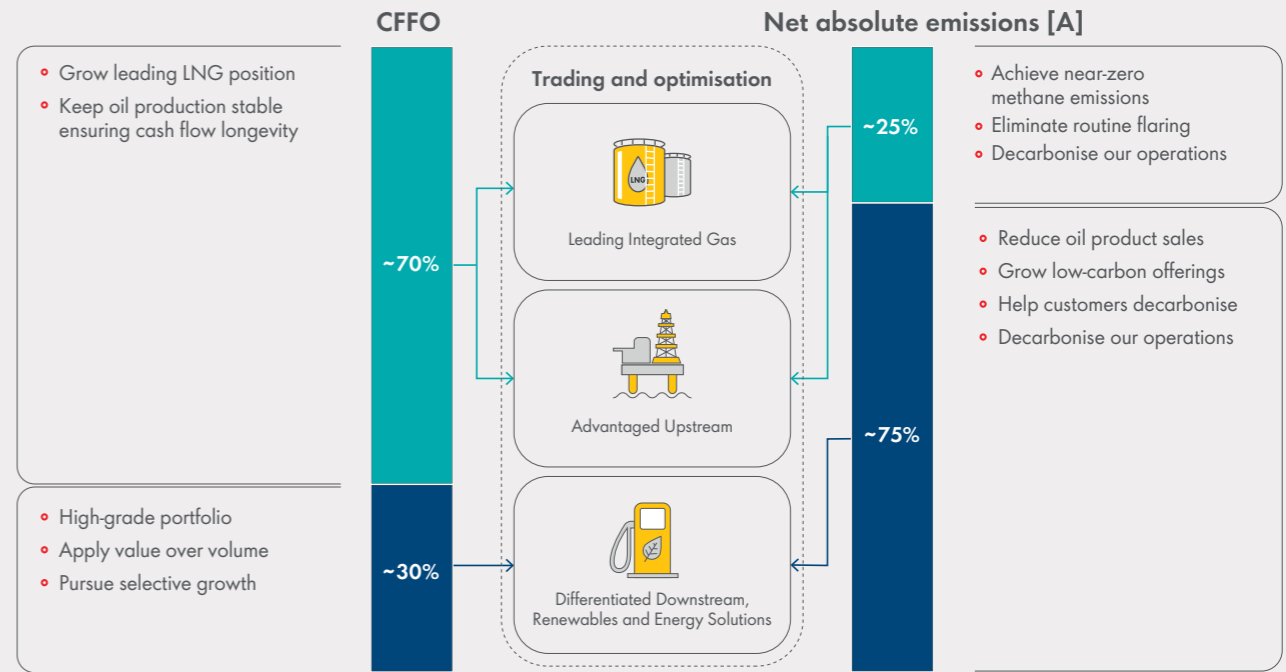 CFFO
Net absolute emissions [A]
Grow leading LNG position
Keep oil production stable
ensuring cash flow longevity
~70%
High-grade portfolio
Apply value over volume
Pursue selective growth
~30%
Trading and optimisation
LNG
Leading Integrated Gas
Advantaged Upstream
Differentiated Downstream,
Renewables and Energy Solutions
~25%
Achieve near-zero
methane emissions
Eliminate routine flaring
Decarbonise our operations
~75%
Reduce oil product sales
Grow low-carbon offerings
Help customers decarbonise
Decarbonise our operations